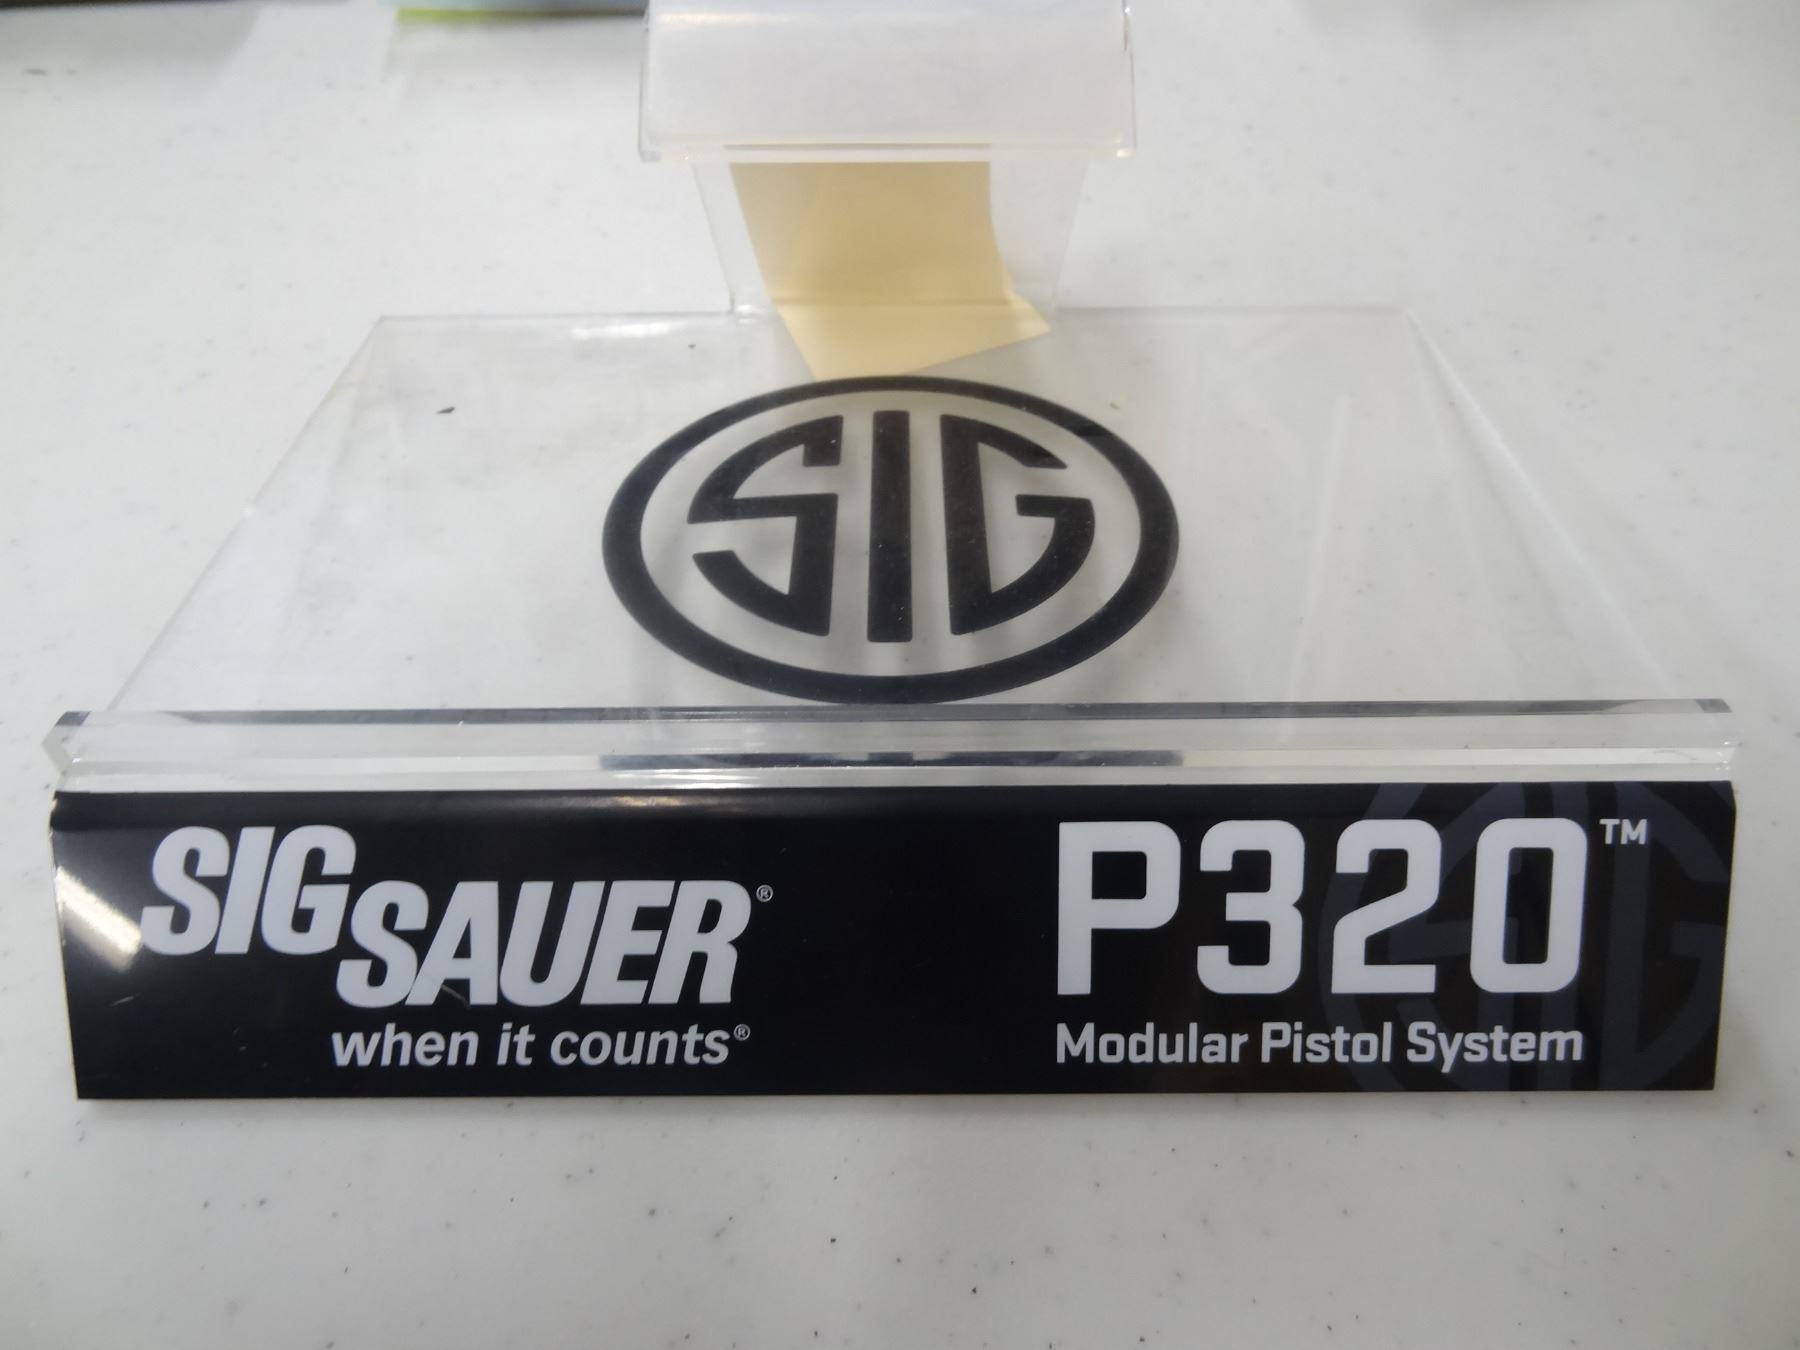 SIG
SIG SAUER®
when it counts®
P320™
Modular Pistol System